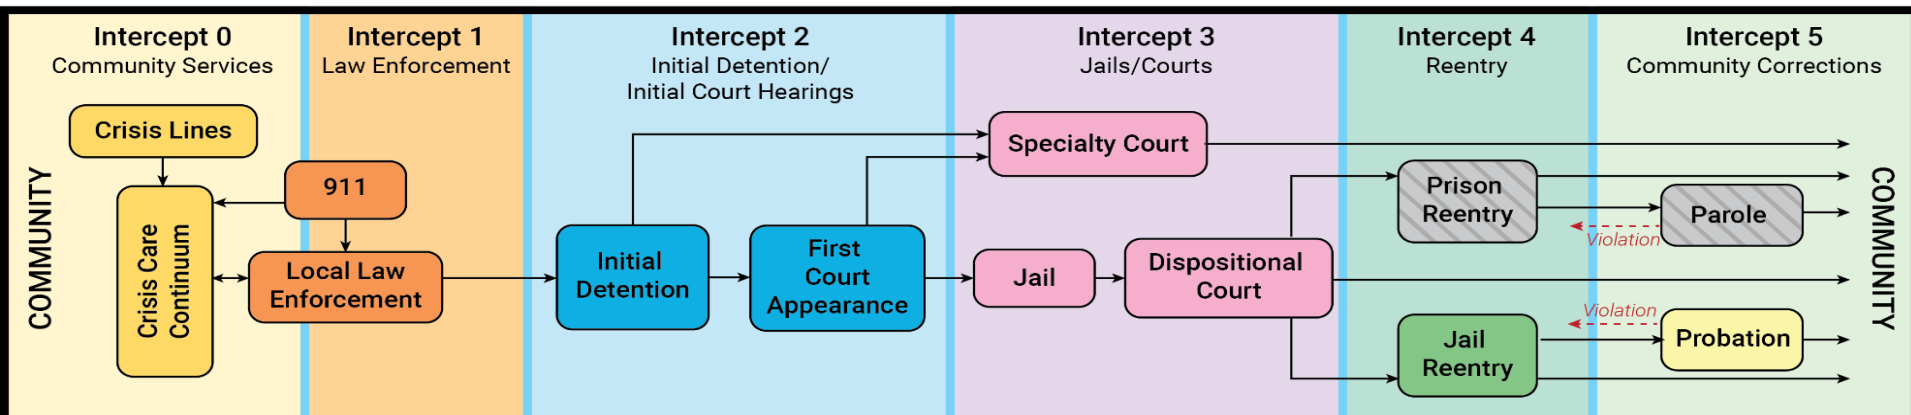 Intercept 0
Community Services
Intercept 1
Law Enforcement
Intercept 2
Initial Detention/
Initial Court Hearings
Intercept 3
Jails/Courts
Intercept 4
Reentry
Intercept 5
Community Corrections
COMMUNITY
Crisis Lines
Crisis Care
Continuum
911
Local Law
Enforcement
Initial
Detention
First
Court
Appearance
Specialty Court
Jail
Dispositional
Court
Prison
Reentry
Parole
Violation
Jail
Reentry
Violation
Probation
COMMUNITY